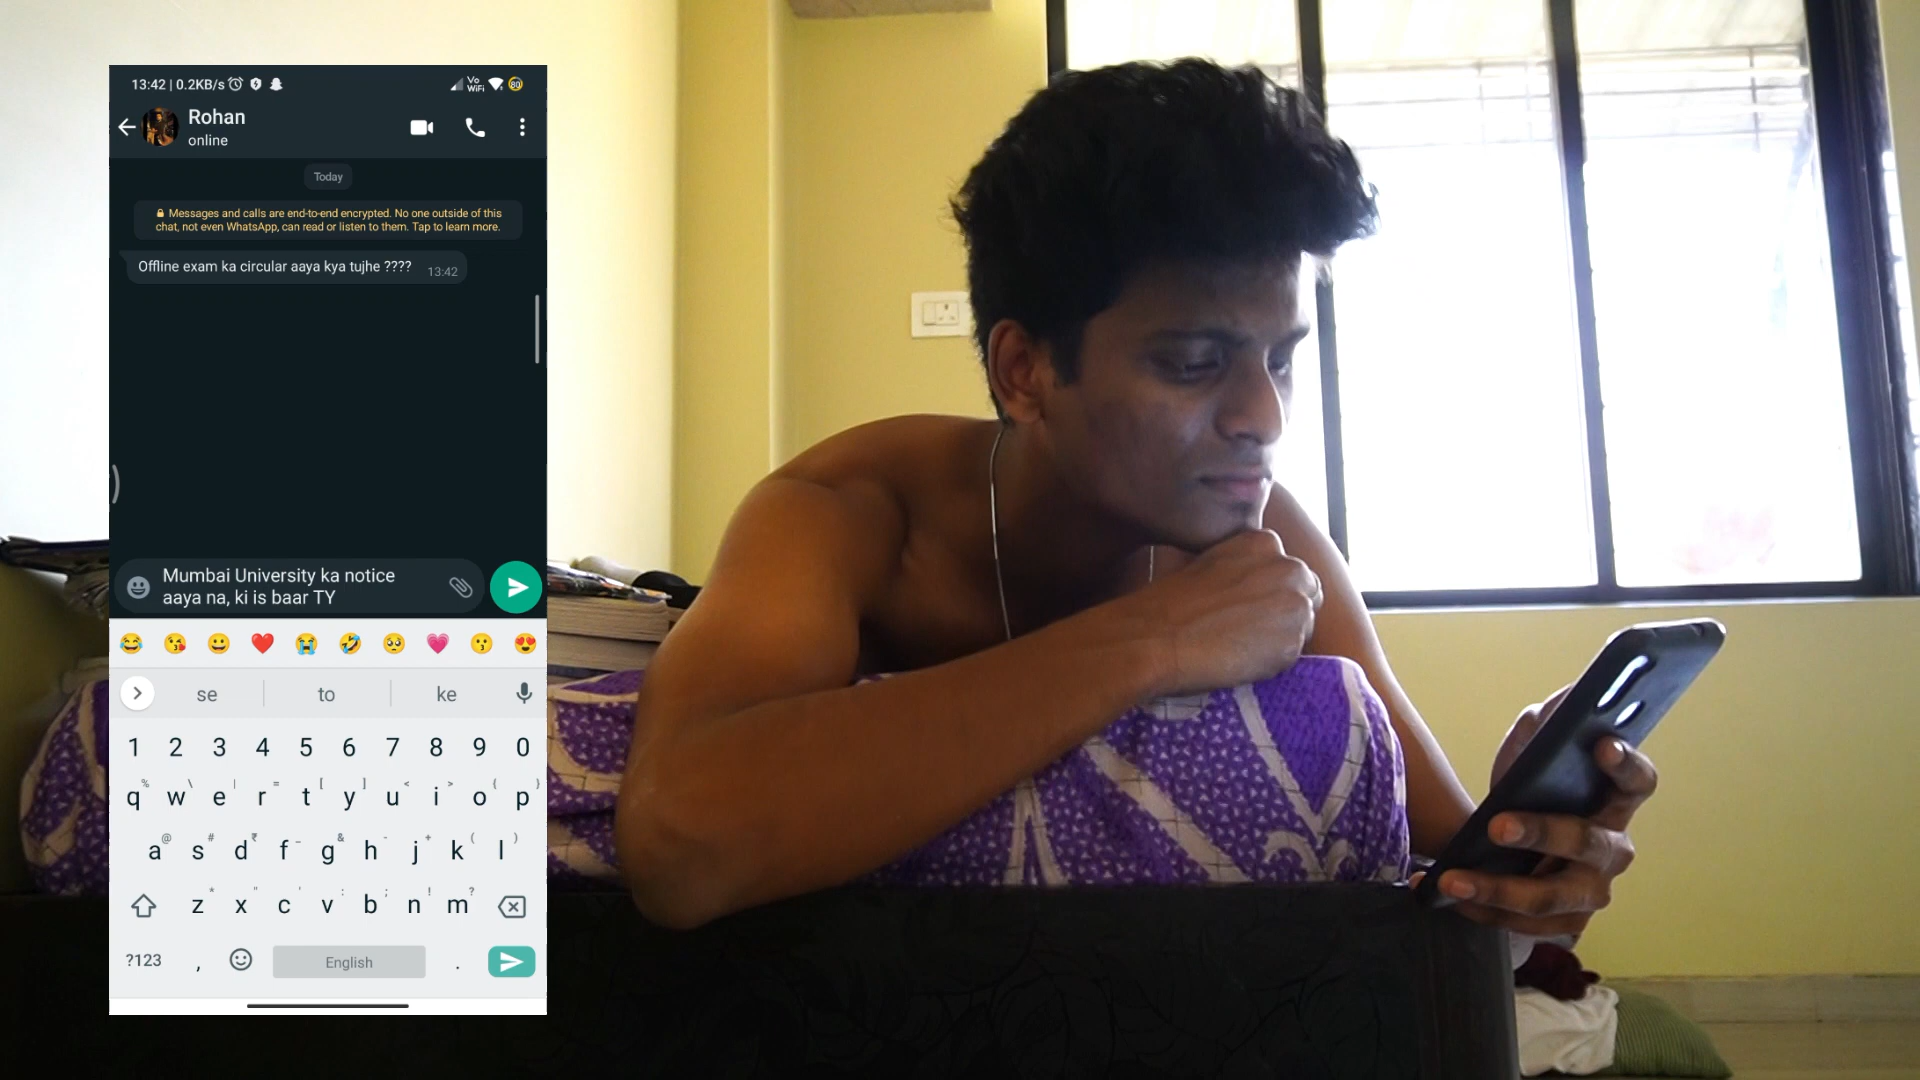 13:42 | 0.2KB/s
Vo
WiFi
80
Rohan
online
Today
Messages and calls are end-to-end encrypted. No one outside of this
chat, not even WhatsApp, can read or listen to them. Tap to learn more.
Offline exam ka circular aaya kya tujhe ????
13:42
Mumbai University ka notice
aaya na, ki is baar TY
se to ke
1 2 3 4 5 6 7 8 9 0
% \ | = [ ] < > { }
q w e r t y u i o p
@ # ₹ _ & - + ( )
a s d f g h j k l
* " ' : ; ! ?
z x c v b n m
?123 , English .